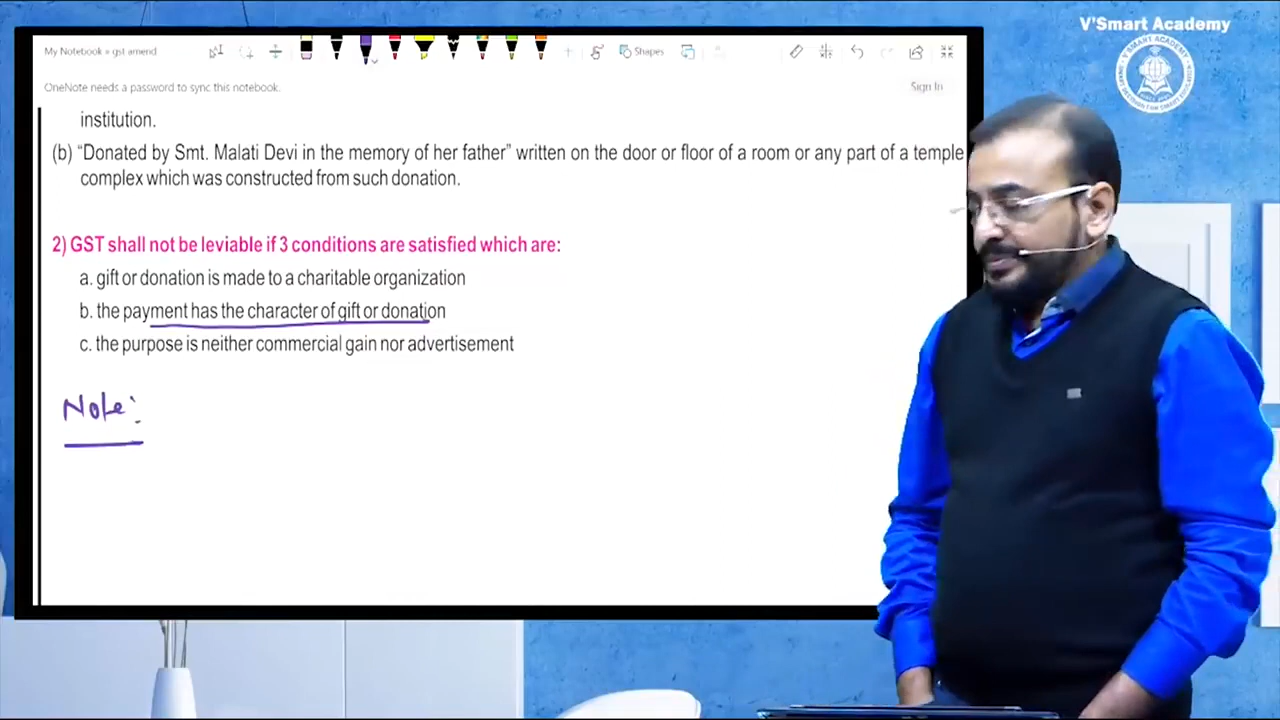 V'Smart Academy
My Notebook » gst amend
Shapes
OneNote needs a password to sync this notebook.
Sign In
institution.
(b) “Donated by Smt. Malati Devi in the memory of her father” written on the door or floor of a room or any part of a temple
complex which was constructed from such donation.
2) GST shall not be leviable if 3 conditions are satisfied which are:
a. gift or donation is made to a charitable organization
b. the payment has the character of gift or donation
c. the purpose is neither commercial gain nor advertisement
Note: